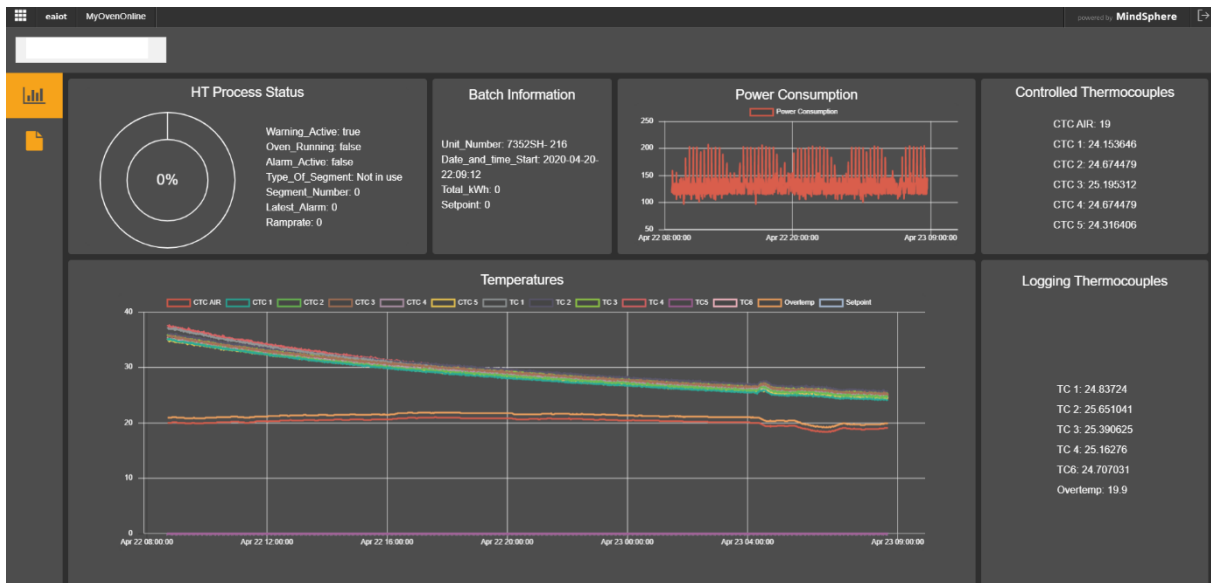 eaiot MyOvenOnline powered by MindSphere
HT Process Status
0%
Warning_Active: true
Oven_Running: false
Alarm_Active: false
Type_Of_Segment: Not in use
Segment_Number: 0
Latest_Alarm: 0
Ramprate: 0
Batch Information
Unit_Number: 7352SH- 216
Date_and_time_Start: 2020-04-20-
22:09:12
Total_kWh: 0
Setpoint: 0
Power Consumption
Power Consumption
250
200
150
100
50
Apr 22 08:00:00 Apr 22 20:00:00 Apr 23 09:00:00
Controlled Thermocouples
CTC AIR: 19
CTC 1: 24.153646
CTC 2: 24.674479
CTC 3: 25.195312
CTC 4: 24.674479
CTC 5: 24.316406
Temperatures
CTC AIR CTC 1 CTC 2 CTC 3 CTC 4 CTC 5 TC 1 TC 2 TC 3 TC 4 TC5 TC6 Overtemp Setpoint
40
30
20
10
0
Apr 22 08:00:00 Apr 22 12:00:00 Apr 22 16:00:00 Apr 22 20:00:00 Apr 23 00:00:00 Apr 23 04:00:00 Apr 23 09:00:00
Logging Thermocouples
TC 1: 24.83724
TC 2: 25.651041
TC 3: 25.390625
TC 4: 25.16276
TC6: 24.707031
Overtemp: 19.9